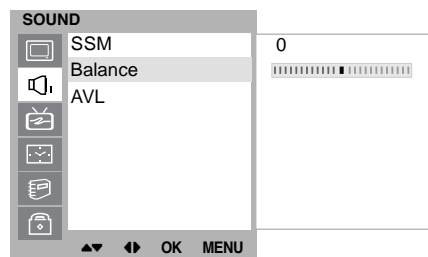 SOUND
SSM 0
Balance
AVL
▲▼ ◀▶ OK MENU